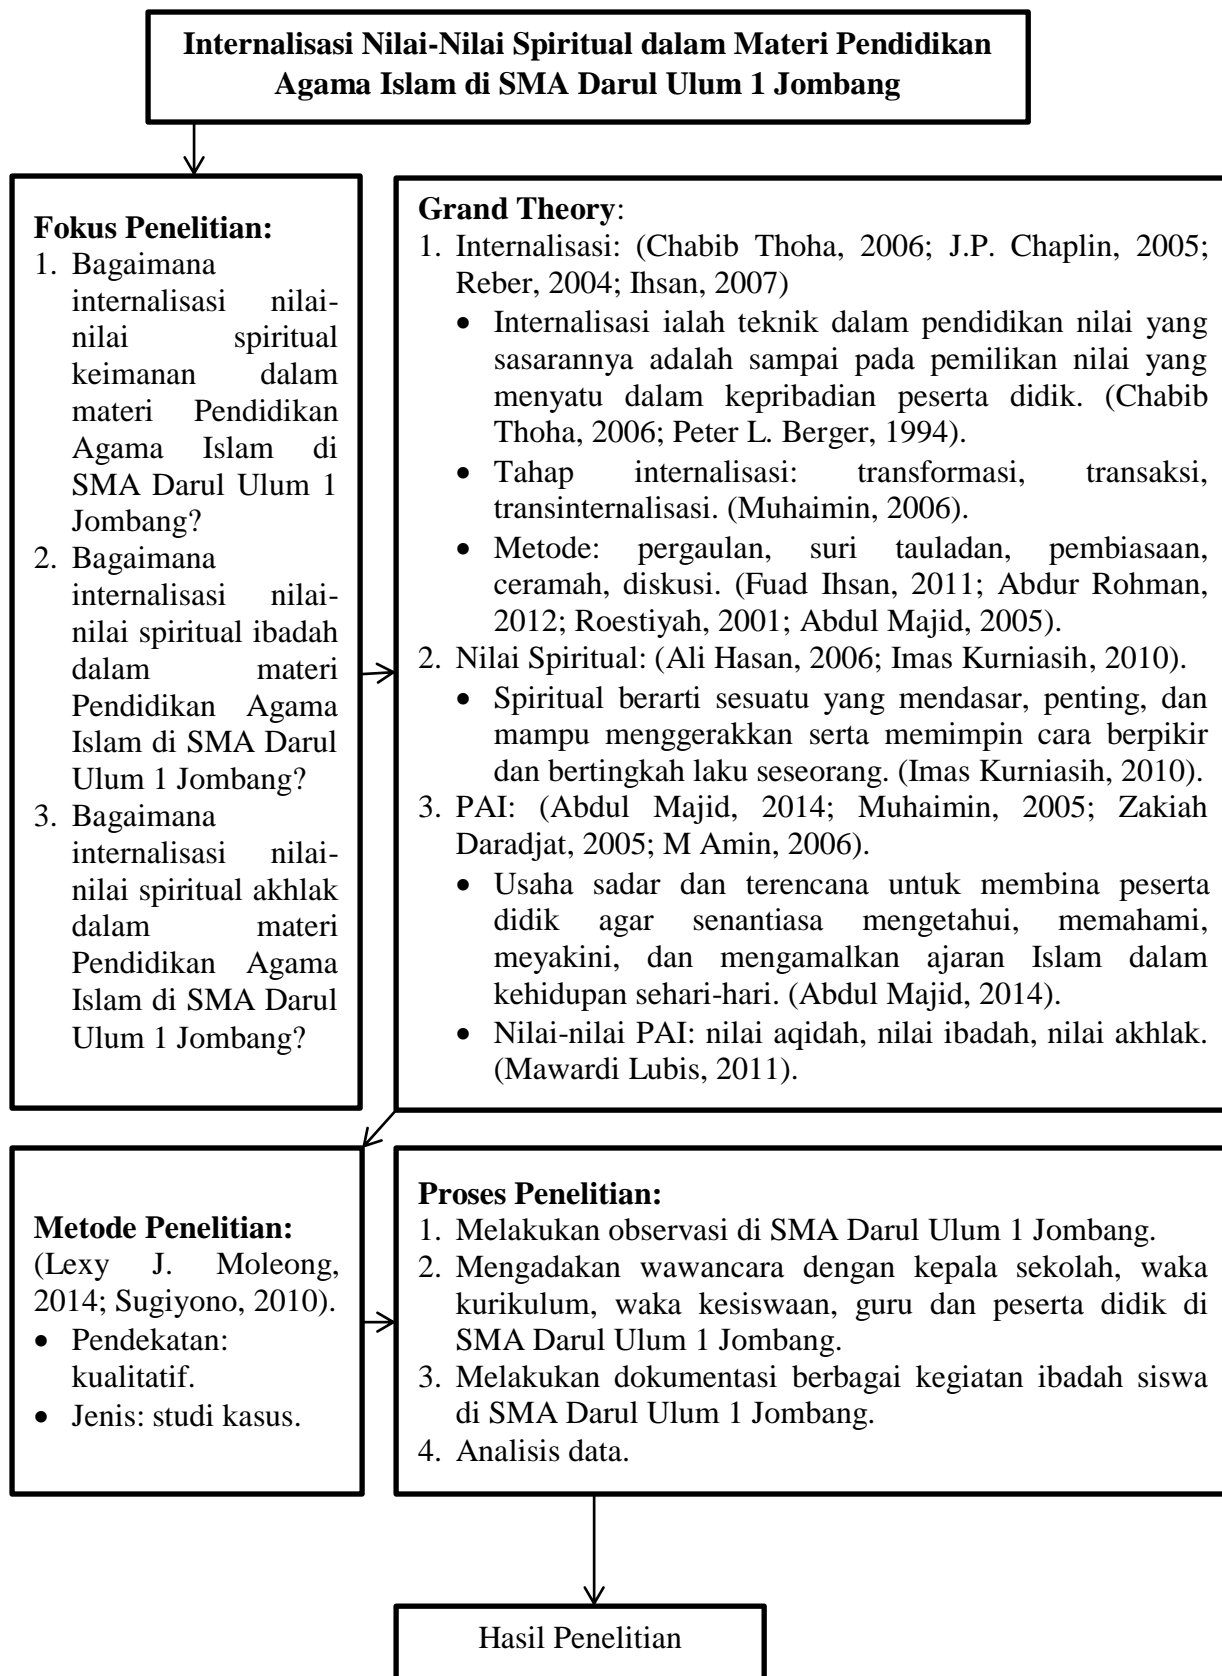 Internalisasi Nilai-Nilai Spiritual dalam Materi Pendidikan
Agama Islam di SMA Darul Ulum 1 Jombang
Fokus Penelitian:
1. Bagaimana
internalisasi nilai-
nilai spiritual
keimanan dalam
materi Pendidikan
Agama Islam di
SMA Darul Ulum 1
Jombang?
2. Bagaimana
internalisasi nilai-
nilai spiritual ibadah
dalam materi
Pendidikan Agama
Islam di SMA Darul
Ulum 1 Jombang?
3. Bagaimana
internalisasi nilai-
nilai spiritual akhlak
dalam materi
Pendidikan Agama
Islam di SMA Darul
Ulum 1 Jombang?
Grand Theory:
1. Internalisasi: (Chabib Thoha, 2006; J.P. Chaplin, 2005;
Reber, 2004; Ihsan, 2007)
• Internalisasi ialah teknik dalam pendidikan nilai yang
sasarannya adalah sampai pada pemilikan nilai yang
menyatu dalam kepribadian peserta didik. (Chabib
Thoha, 2006; Peter L. Berger, 1994).
• Tahap internalisasi: transformasi, transaksi,
transinternalisasi. (Muhaimin, 2006).
• Metode: pergaulan, suri tauladan, pembiasaan,
ceramah, diskusi. (Fuad Ihsan, 2011; Abdur Rohman,
2012; Roestiyah, 2001; Abdul Majid, 2005).
2. Nilai Spiritual: (Ali Hasan, 2006; Imas Kurniasih, 2010).
• Spiritual berarti sesuatu yang mendasar, penting, dan
mampu menggerakkan serta memimpin cara berpikir
dan bertingkah laku seseorang. (Imas Kurniasih, 2010).
3. PAI: (Abdul Majid, 2014; Muhaimin, 2005; Zakiah
Daradjat, 2005; M Amin, 2006).
• Usaha sadar dan terencana untuk membina peserta
didik agar senantiasa mengetahui, memahami,
meyakini, dan mengamalkan ajaran Islam dalam
kehidupan sehari-hari. (Abdul Majid, 2014).
• Nilai-nilai PAI: nilai aqidah, nilai ibadah, nilai akhlak.
(Mawardi Lubis, 2011).
Metode Penelitian:
(Lexy J. Moleong,
2014; Sugiyono, 2010).
• Pendekatan:
kualitatif.
• Jenis: studi kasus.
Proses Penelitian:
1. Melakukan observasi di SMA Darul Ulum 1 Jombang.
2. Mengadakan wawancara dengan kepala sekolah, waka
kurikulum, waka kesiswaan, guru dan peserta didik di
SMA Darul Ulum 1 Jombang.
3. Melakukan dokumentasi berbagai kegiatan ibadah siswa
di SMA Darul Ulum 1 Jombang.
4. Analisis data.
Hasil Penelitian